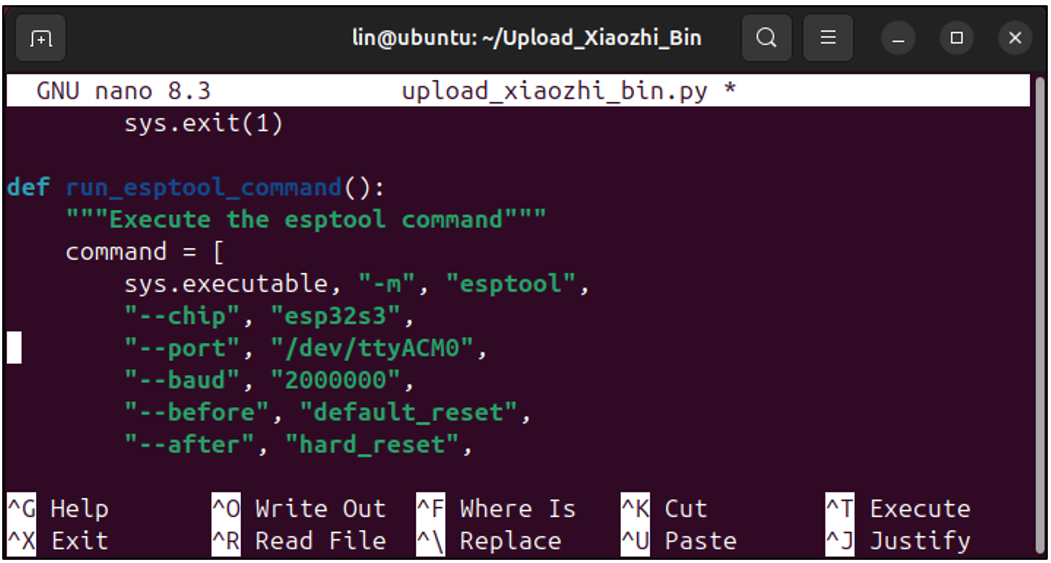 lin@ubuntu: ~/Upload_Xiaozhi_Bin
GNU nano 8.3 upload_xiaozhi_bin.py *
sys.exit(1)
def run_esptool_command():
"""Execute the esptool command"""
command = [
sys.executable, "-m", "esptool",
"--chip", "esp32s3",
"--port", "/dev/ttyACM0",
"--baud", "2000000",
"--before", "default_reset",
"--after", "hard_reset",
^G Help ^O Write Out ^F Where Is ^K Cut ^T Execute
^X Exit ^R Read File ^\ Replace ^U Paste ^J Justify